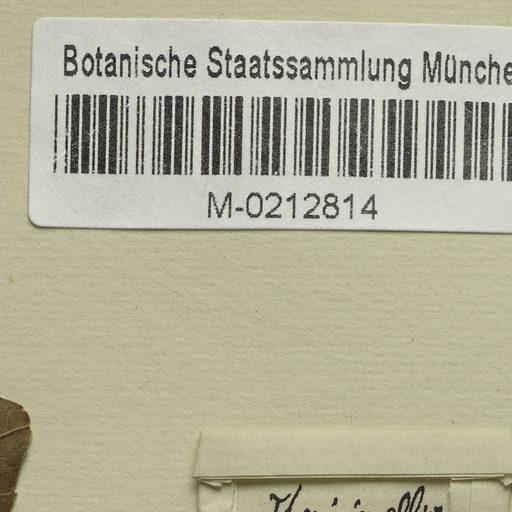 Botanische Staatssammlung Münche
M-0212814